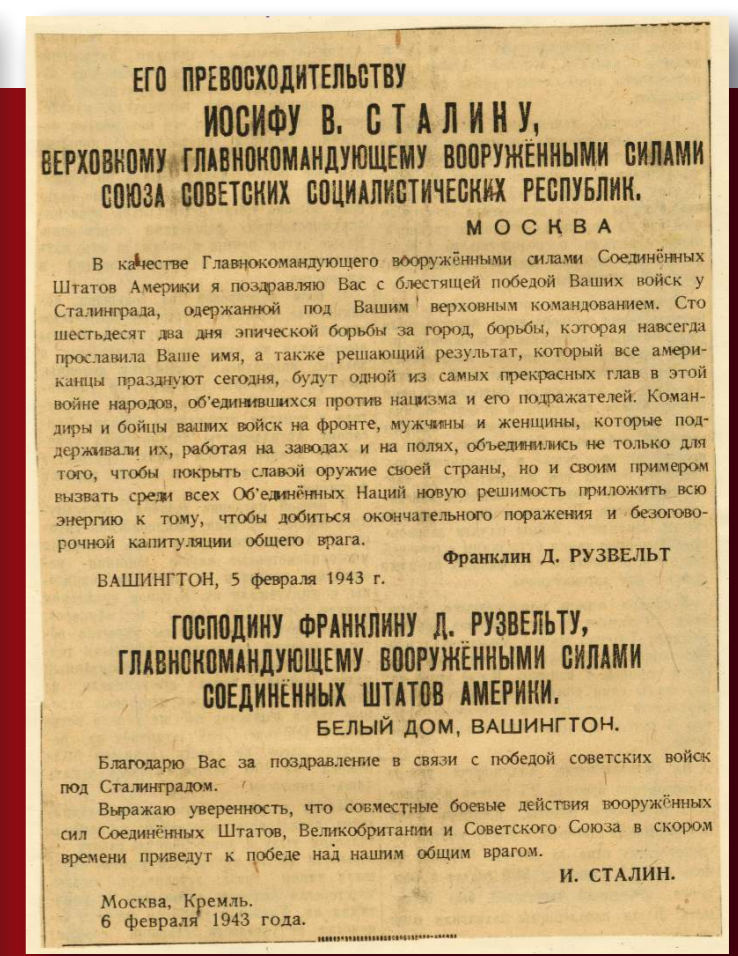 ЕГО ПРЕВОСХОДИТЕЛЬСТВУ
ИОСИФУ В. СТАЛИНУ,
ВЕРХОВНОМУ ГЛАВНОКОМАНДУЮЩЕМУ ВООРУЖЁННЫМИ СИЛАМИ
СОЮЗА СОВЕТСКИХ СОЦИАЛИСТИЧЕСКИХ РЕСПУБЛИК.
МОСКВА
В качестве Главнокомандующего вооружёнными силами Соединённых
Штатов Америки я поздравляю Вас с блестящей победой Ваших войск у
Сталинграда, одержанной под Вашим верховным командованием. Сто
шестьдесят два дня эпической борьбы за город, борьбы, которая навсегда
прославила Ваше имя, а также решающий результат, который все амери-
канцы празднуют сегодня, будут одной из самых прекрасных глав в этой
войне народов, об'единившихся против нацизма и его подражателей. Коман-
диры и бойцы ваших войск на фронте, мужчины и женщины, которые под-
держивали их, работая на заводах и на полях, объединились не только для
того, чтобы покрыть славой оружие своей страны, но и своим примером
вызвать среди всех Об'единённых Наций новую решимость приложить всю
энергию к тому, чтобы добиться окончательного поражения и безогово-
рочной капитуляции общего врага.
Франклин Д. РУЗВЕЛЬТ
ВАШИНГТОН, 5 февраля 1943 г.
ГОСПОДИНУ ФРАНКЛИНУ Д. РУЗВЕЛЬТУ,
ГЛАВНОКОМАНДУЮЩЕМУ ВООРУЖЁННЫМИ СИЛАМИ
СОЕДИНЁННЫХ ШТАТОВ АМЕРИКИ.
БЕЛЫЙ ДОМ, ВАШИНГТОН.
Благодарю Вас за поздравление в связи с победой советских войск
под Сталинградом.
Выражаю уверенность, что совместные боевые действия вооружённых
сил Соединённых Штатов, Великобритании и Советского Союза в скором
времени приведут к победе над нашим общим врагом.
И. СТАЛИН.
Москва, Кремль.
6 февраля 1943 года.